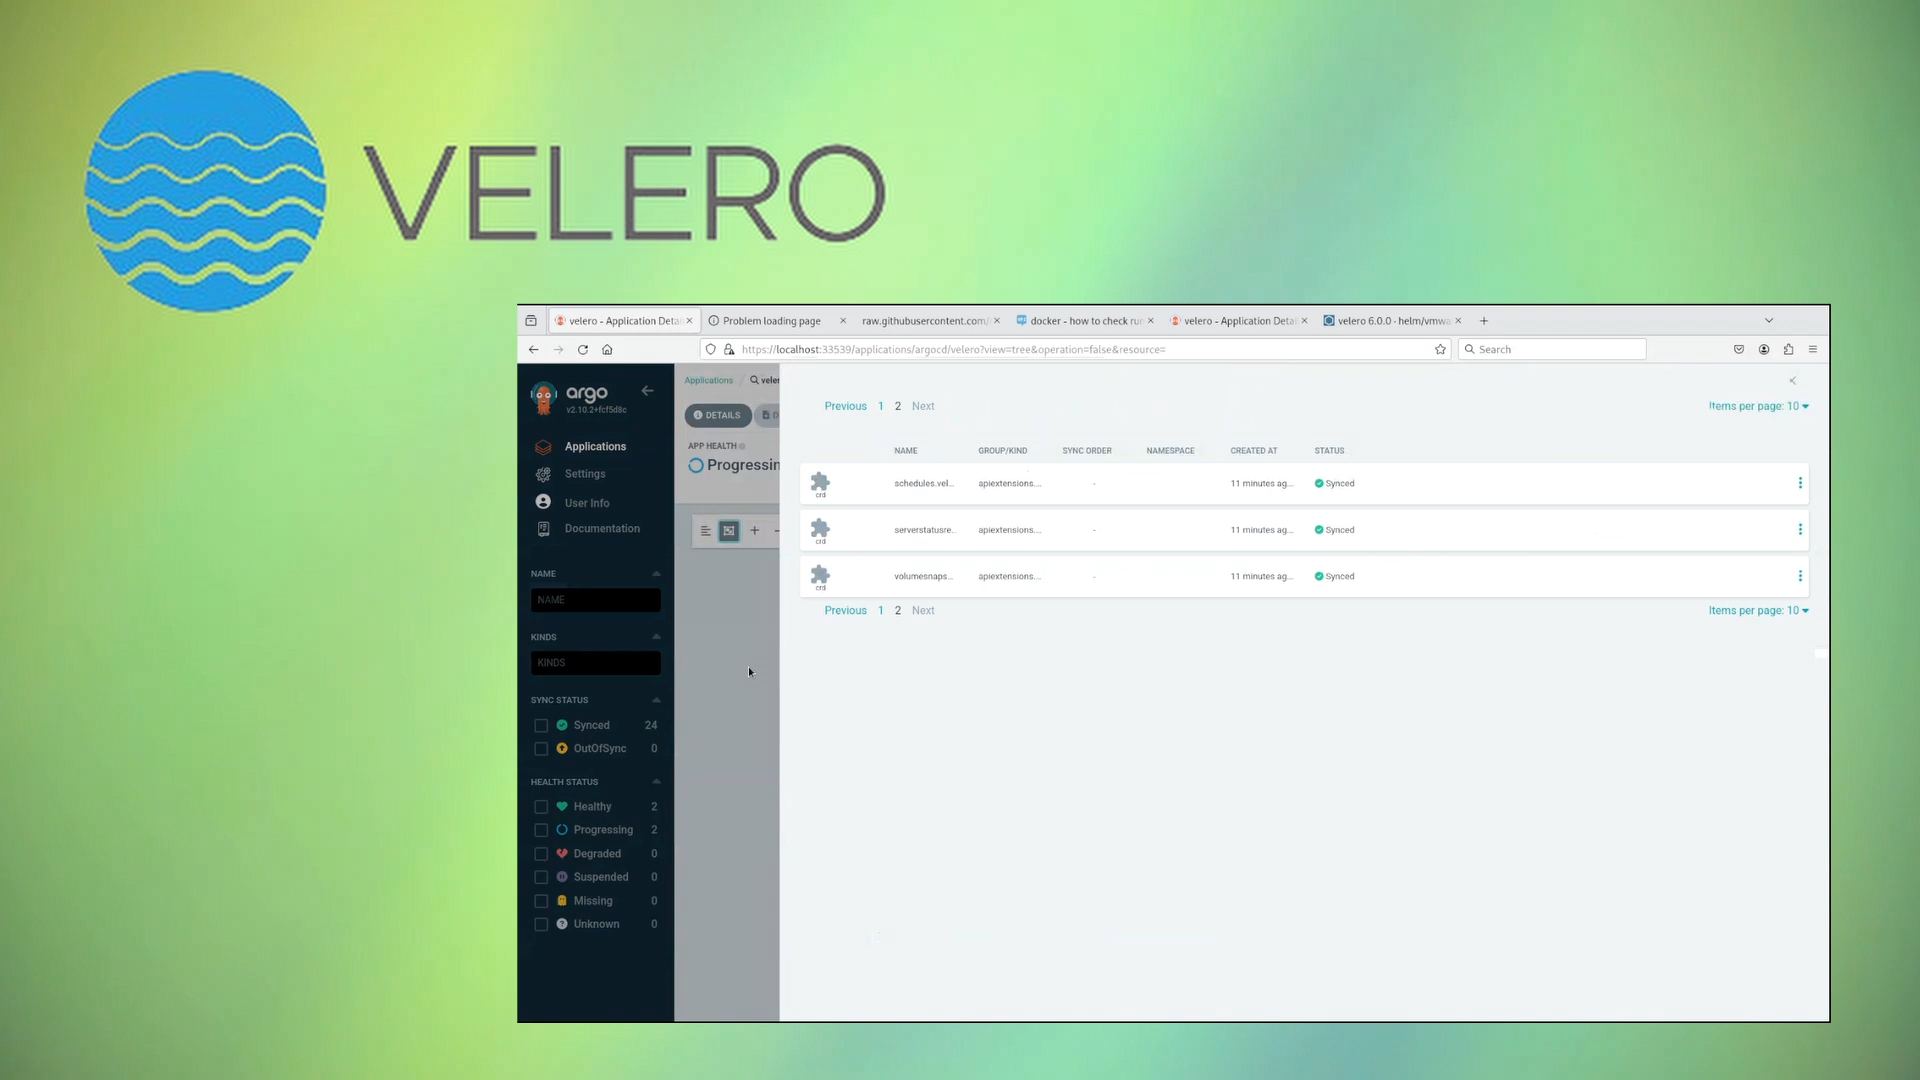 VELERO
velero - Application Detai
Problem loading page
raw.githubusercontent.com/
docker - how to check run
velero - Application Detai
velero 6.0.0 · helm/vmwa
https://localhost:33539/applications/argocd/velero?view=tree&operation=false&resource=
Search
argo
v2.10.2+fcf5d8c
Applications
Settings
User Info
Documentation
NAME
NAME
KINDS
KINDS
SYNC STATUS
Synced 24
OutOfSync 0
HEALTH STATUS
Healthy 2
Progressing 2
Degraded 0
Suspended 0
Missing 0
Unknown 0
Applications
veler
DETAILS
D
APP HEALTH
Progressin
Previous 1 2 Next
Items per page: 10
NAME GROUP/KIND SYNC ORDER NAMESPACE CREATED AT STATUS
crd schedules.vel... apiextensions.... - 11 minutes ag... Synced
crd serverstatusre... apiextensions.... - 11 minutes ag... Synced
crd volumesnaps... apiextensions.... - 11 minutes ag... Synced
Previous 1 2 Next
Items per page: 10